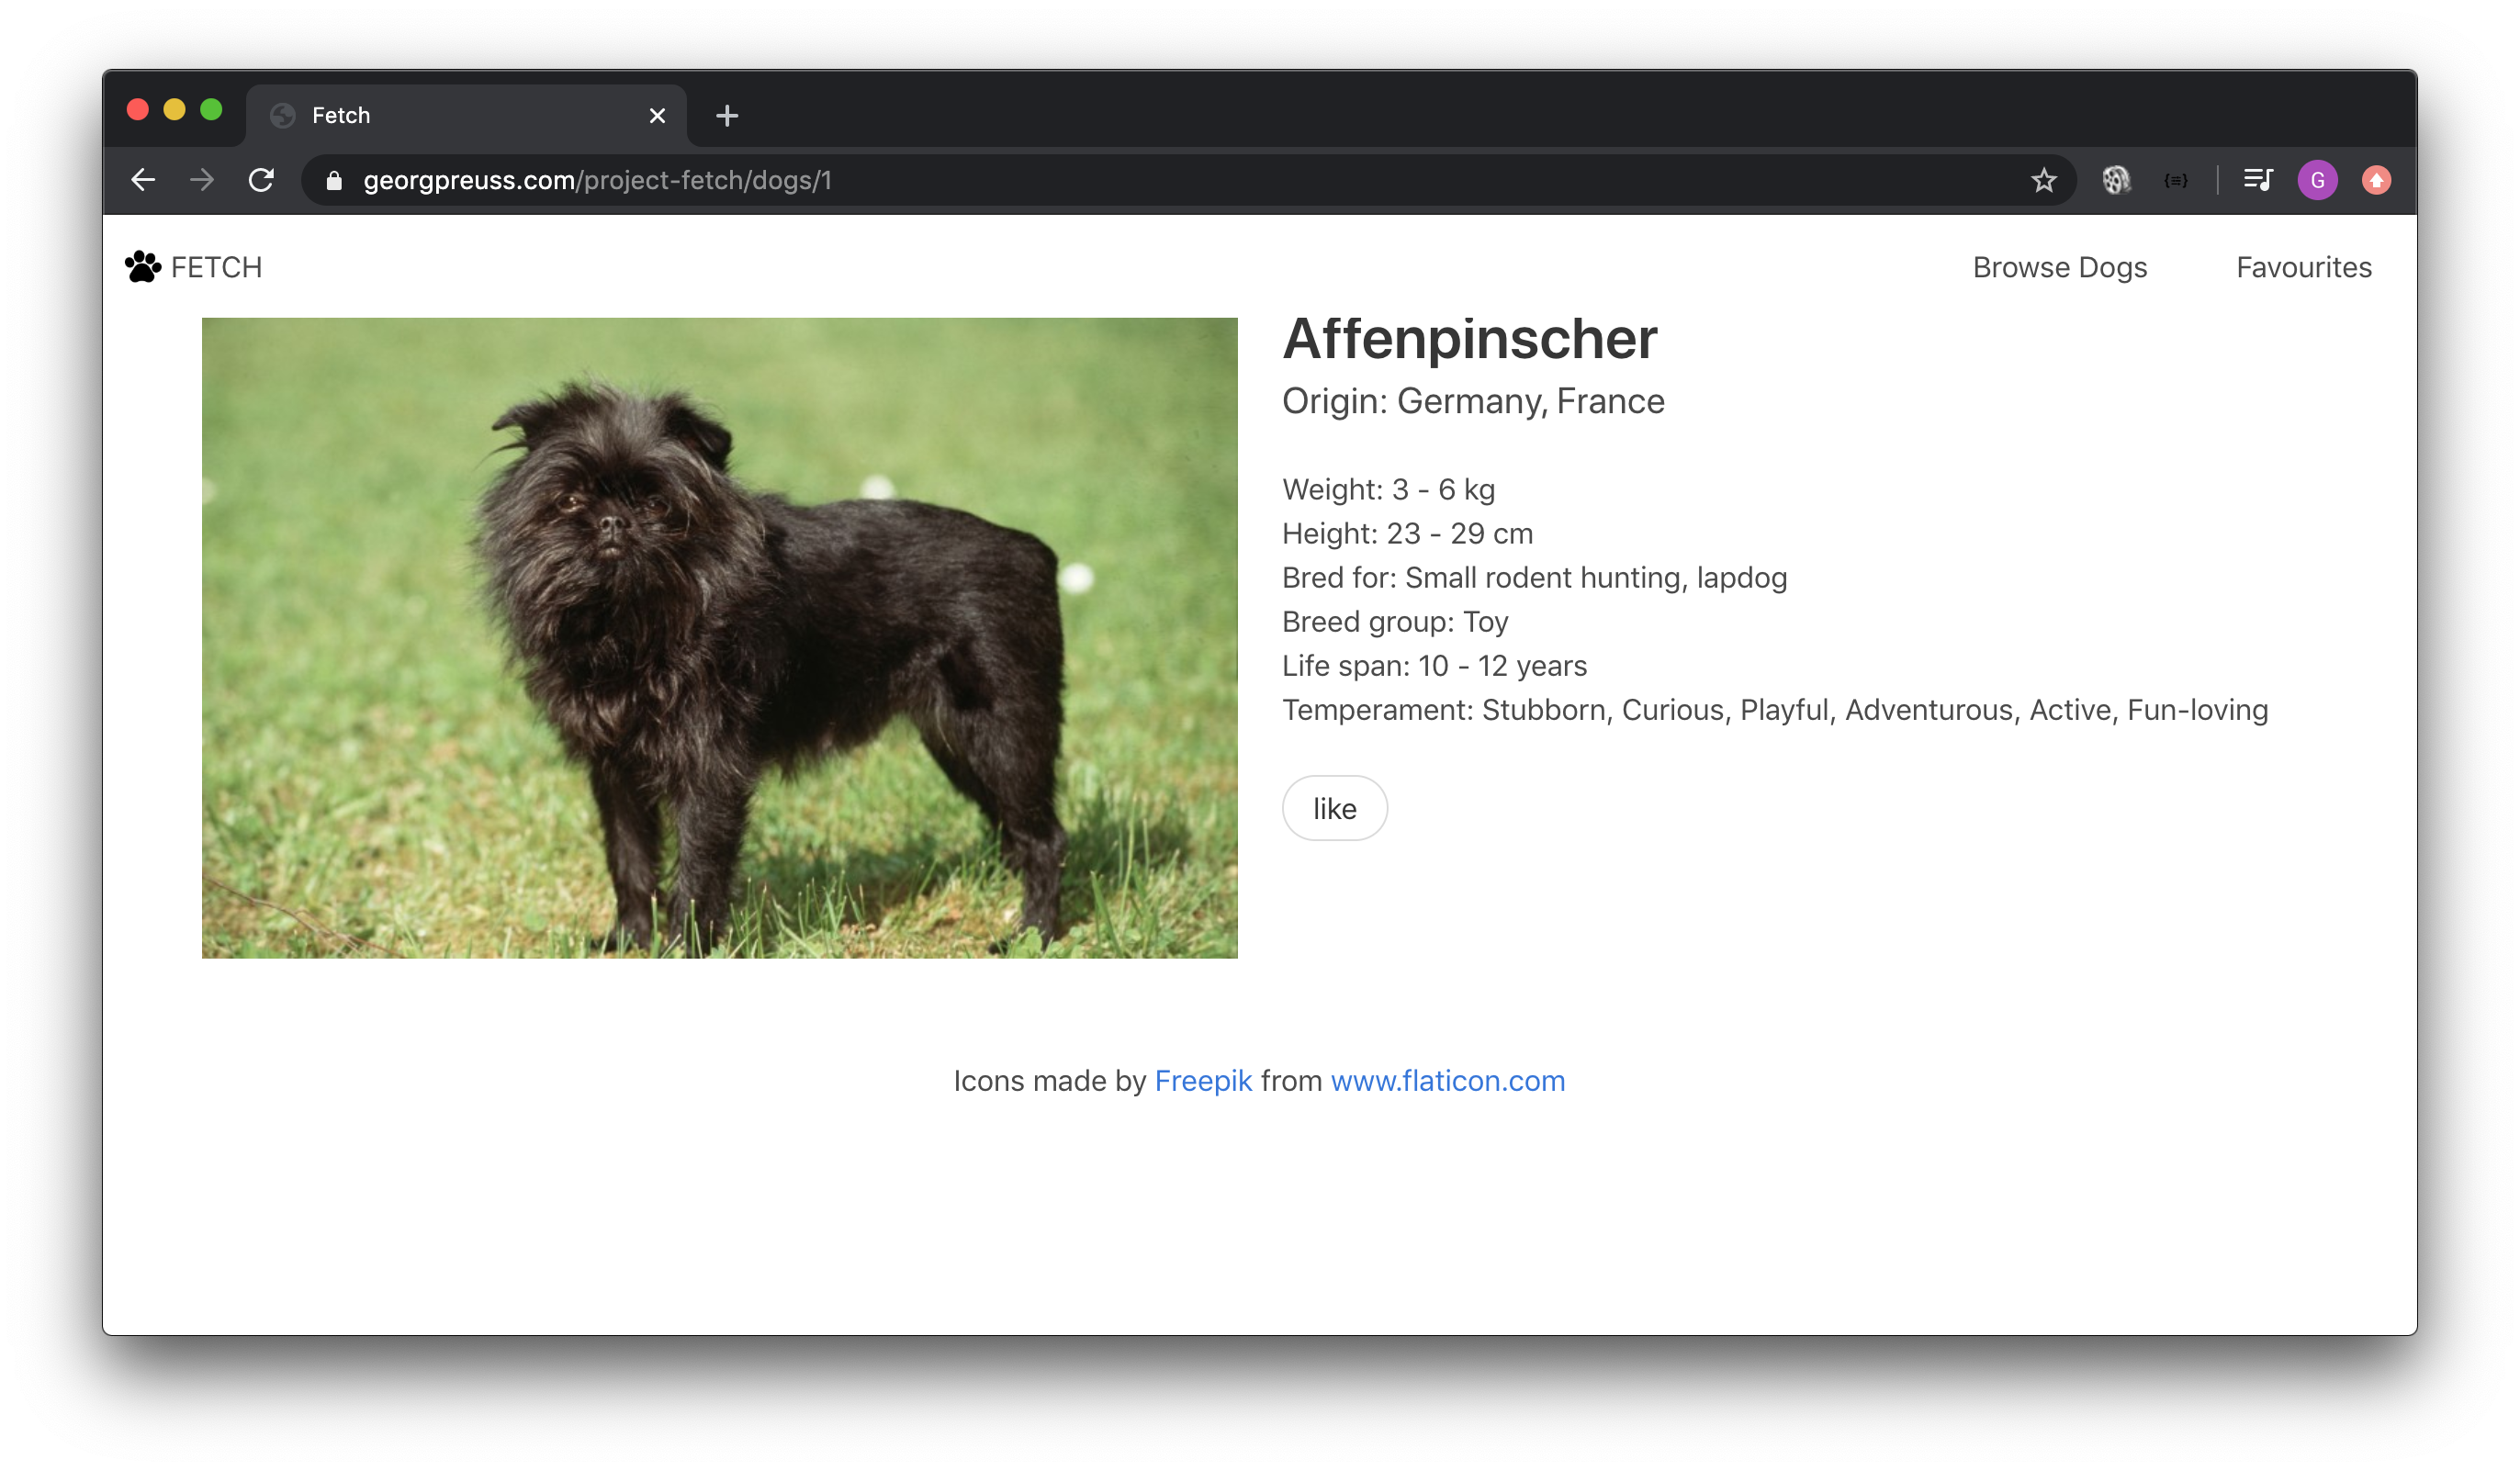 Fetch
georgpreuss.com/project-fetch/dogs/1
G
FETCH
Browse Dogs
Favourites
Affenpinscher
Origin: Germany, France
Weight: 3 - 6 kg
Height: 23 - 29 cm
Bred for: Small rodent hunting, lapdog
Breed group: Toy
Life span: 10 - 12 years
Temperament: Stubborn, Curious, Playful, Adventurous, Active, Fun-loving
like
Icons made by Freepik from www.flaticon.com